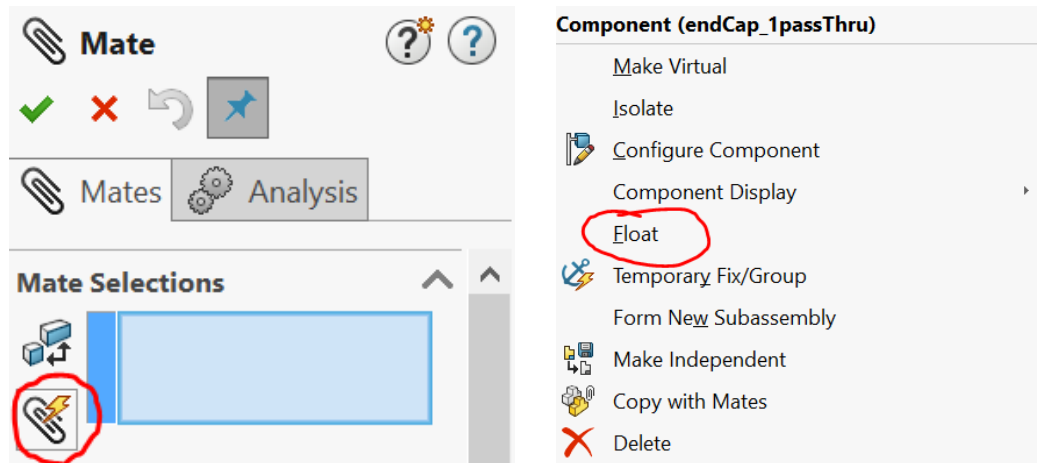 Mate
Mates
Analysis
Mate Selections
Component (endCap_1passThru)
Make Virtual
Isolate
Configure Component
Component Display
Float
Temporary Fix/Group
Form New Subassembly
Make Independent
Copy with Mates
Delete